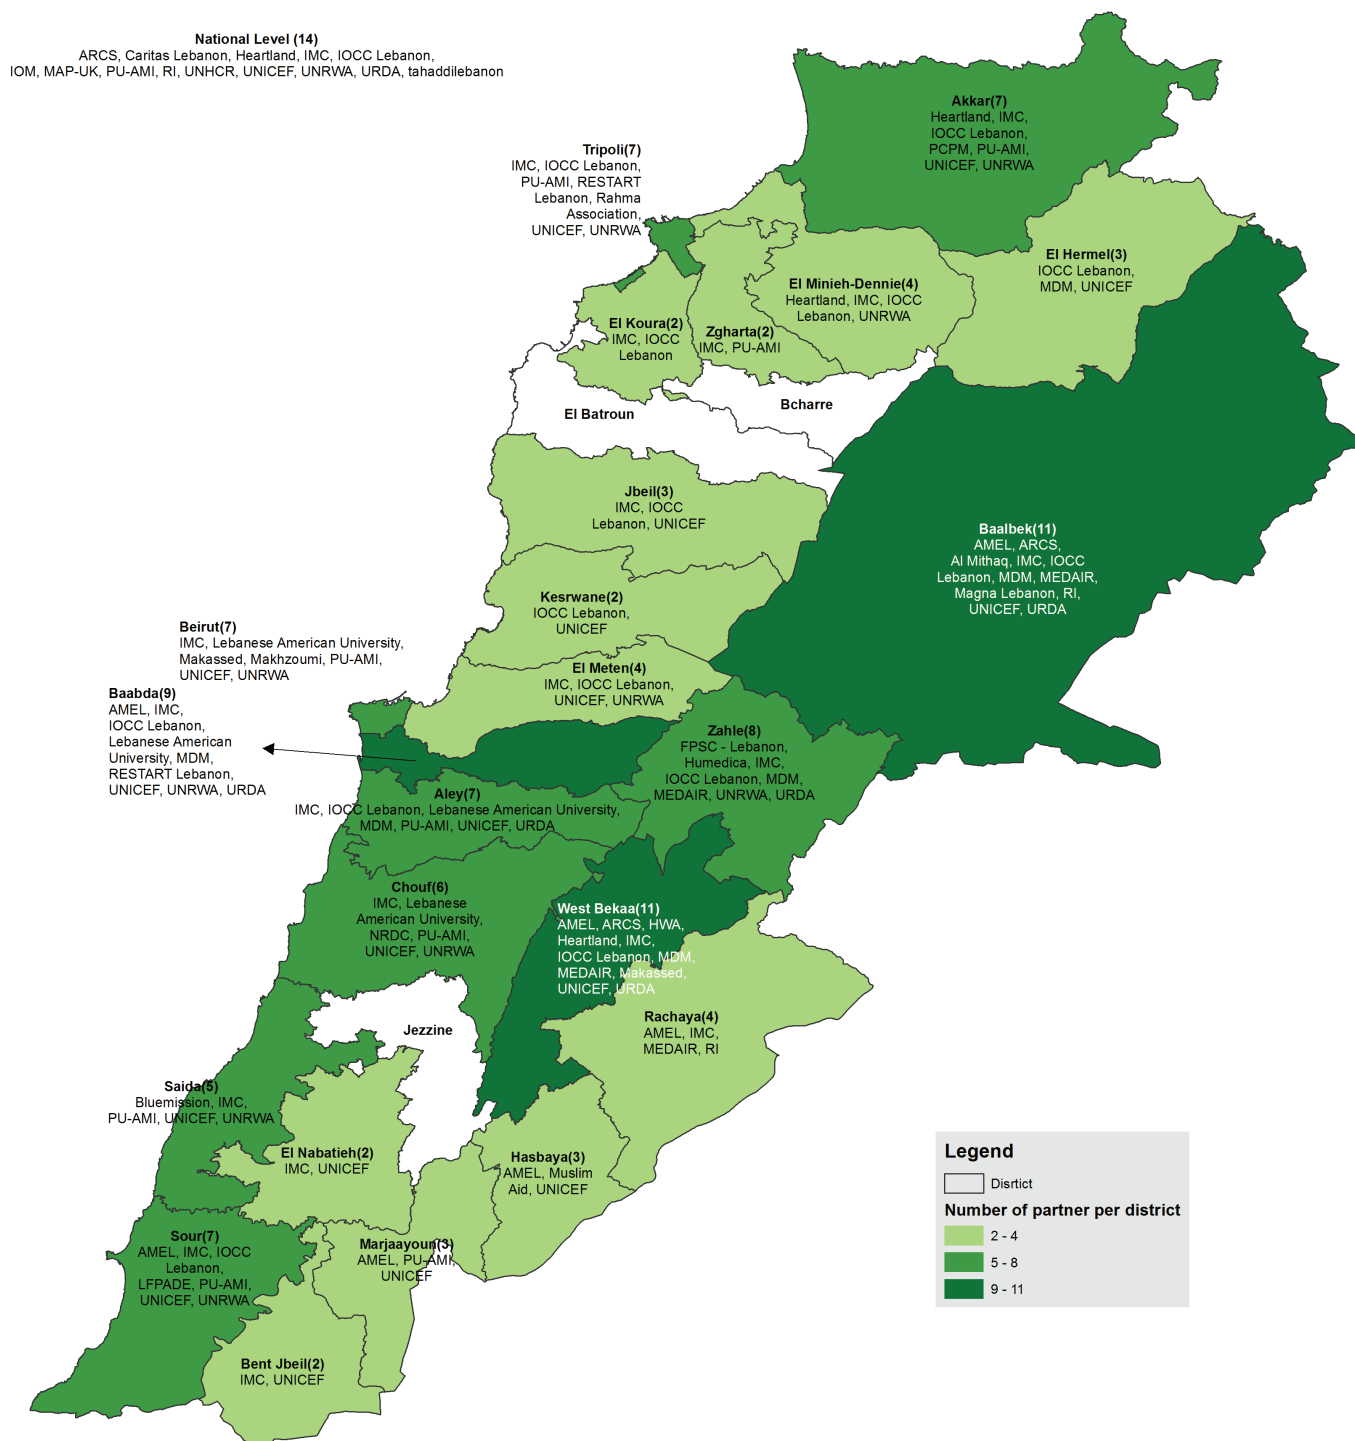 National Level (14)
ARCS, Caritas Lebanon, Heartland, IMC, IOCC Lebanon,
IOM, MAP-UK, PU-AMI, RI, UNHCR, UNICEF, UNRWA, URDA, tahaddilebanon
Akkar(7)
Heartland, IMC,
IOCC Lebanon,
PCPM, PU-AMI,
UNICEF, UNRWA
Tripoli(7)
IMC, IOCC Lebanon,
PU-AMI, RESTART
Lebanon, Rahma
Association,
UNICEF, UNRWA
El Hermel(3)
IOCC Lebanon,
MDM, UNICEF
El Minieh-Dennie(4)
Heartland, IMC, IOCC
Lebanon, UNRWA
El Koura(2)
IMC, IOCC
Lebanon
Zgharta(2)
IMC, PU-AMI
Bcharre
El Batroun
Jbeil(3)
IMC, IOCC
Lebanon, UNICEF
Baalbek(11)
AMEL, ARCS,
Al Mithaq, IMC, IOCC
Lebanon, MDM, MEDAIR,
Magna Lebanon, RI,
UNICEF, URDA
Kesrwane(2)
IOCC Lebanon,
UNICEF
Beirut(7)
IMC, Lebanese American University,
Makassed, Makhzoumi, PU-AMI,
UNICEF, UNRWA
El Meten(4)
IMC, IOCC Lebanon,
UNICEF, UNRWA
Baabda(9)
AMEL, IMC,
IOCC Lebanon,
Lebanese American
University, MDM,
RESTART Lebanon,
UNICEF, UNRWA, URDA
Zahle(8)
FPSC - Lebanon,
Humedica, IMC,
IOCC Lebanon, MDM,
MEDAIR, UNRWA, URDA
Aley(7)
IMC, IOCC Lebanon, Lebanese American University,
MDM, PU-AMI, UNICEF, URDA
Chouf(6)
IMC, Lebanese
American University,
NRDC, PU-AMI,
UNICEF, UNRWA
West Bekaa(11)
AMEL, ARCS, HWA,
Heartland, IMC,
IOCC Lebanon, MDM,
MEDAIR, Makassed,
UNICEF, URDA
Rachaya(4)
AMEL, IMC,
MEDAIR, RI
Jezzine
Saida(5)
Bluemission, IMC,
PU-AMI, UNICEF, UNRWA
El Nabatieh(2)
IMC, UNICEF
Hasbaya(3)
AMEL, Muslim
Aid, UNICEF
Sour(7)
AMEL, IMC, IOCC
Lebanon,
LFPADE, PU-AMI,
UNICEF, UNRWA
Marjaayoun(3)
AMEL, PU-AMI,
UNICEF
Bent Jbeil(2)
IMC, UNICEF
Legend
Disrtict
Number of partner per district
2 - 4
5 - 8
9 - 11